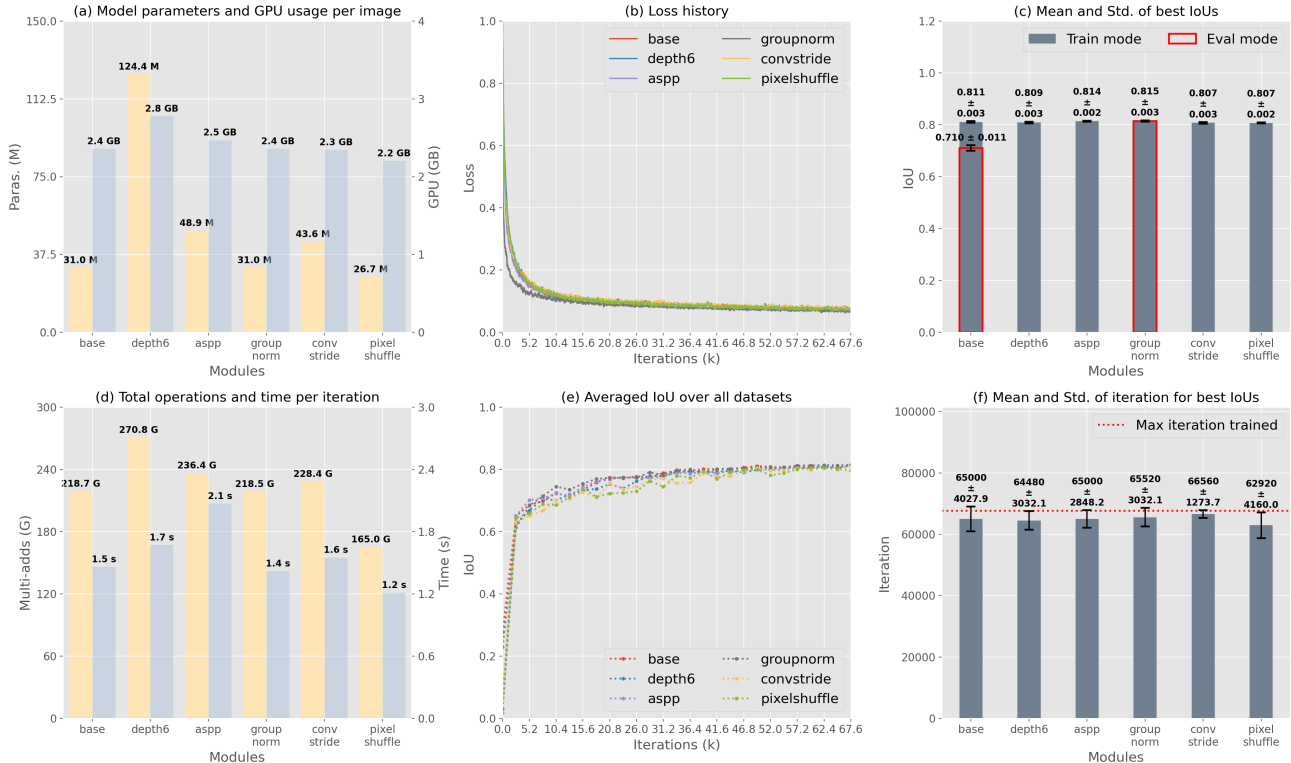 (a) Model parameters and GPU usage per image
150.0
112.5
75.0
37.5
0.0
Paras. (M)
4
3
2
1
0
GPU (GB)
31.0 M
2.4 GB
124.4 M
2.8 GB
48.9 M
2.5 GB
31.0 M
2.4 GB
43.6 M
2.3 GB
26.7 M
2.2 GB
base
depth6
aspp
group
norm
conv
stride
pixel
shuffle
Modules
(b) Loss history
1.0
0.8
0.6
0.4
0.2
0.0
Loss
base
depth6
aspp
groupnorm
convstride
pixelshuffle
0.0 5.2 10.4 15.6 20.8 26.0 31.2 36.4 41.6 46.8 52.0 57.2 62.4 67.6
Iterations (k)
(c) Mean and Std. of best IoUs
1.2
1.0
0.8
0.6
0.4
0.2
0.0
IoU
Train mode
Eval mode
0.811
±
0.003
0.710 ± 0.011
0.809
±
0.003
0.814
±
0.002
0.815
±
0.003
0.807
±
0.003
0.807
±
0.002
base
depth6
aspp
group
norm
conv
stride
pixel
shuffle
Modules
(d) Total operations and time per iteration
300
240
180
120
60
0
Multi-adds (G)
3.0
2.4
1.8
1.2
0.6
0.0
Time (s)
218.7 G
1.5 s
270.8 G
1.7 s
236.4 G
2.1 s
218.5 G
1.4 s
228.4 G
1.6 s
165.0 G
1.2 s
base
depth6
aspp
group
norm
conv
stride
pixel
shuffle
Modules
(e) Averaged IoU over all datasets
1.0
0.8
0.6
0.4
0.2
0.0
IoU
base
depth6
aspp
groupnorm
convstride
pixelshuffle
0.0 5.2 10.4 15.6 20.8 26.0 31.2 36.4 41.6 46.8 52.0 57.2 62.4 67.6
Iterations (k)
(f) Mean and Std. of iteration for best IoUs
100000
80000
60000
40000
20000
0
Iteration
Max iteration trained
65000
±
4027.9
64480
±
3032.1
65000
±
2848.2
65520
±
3032.1
66560
±
1273.7
62920
±
4160.0
base
depth6
aspp
group
norm
conv
stride
pixel
shuffle
Modules